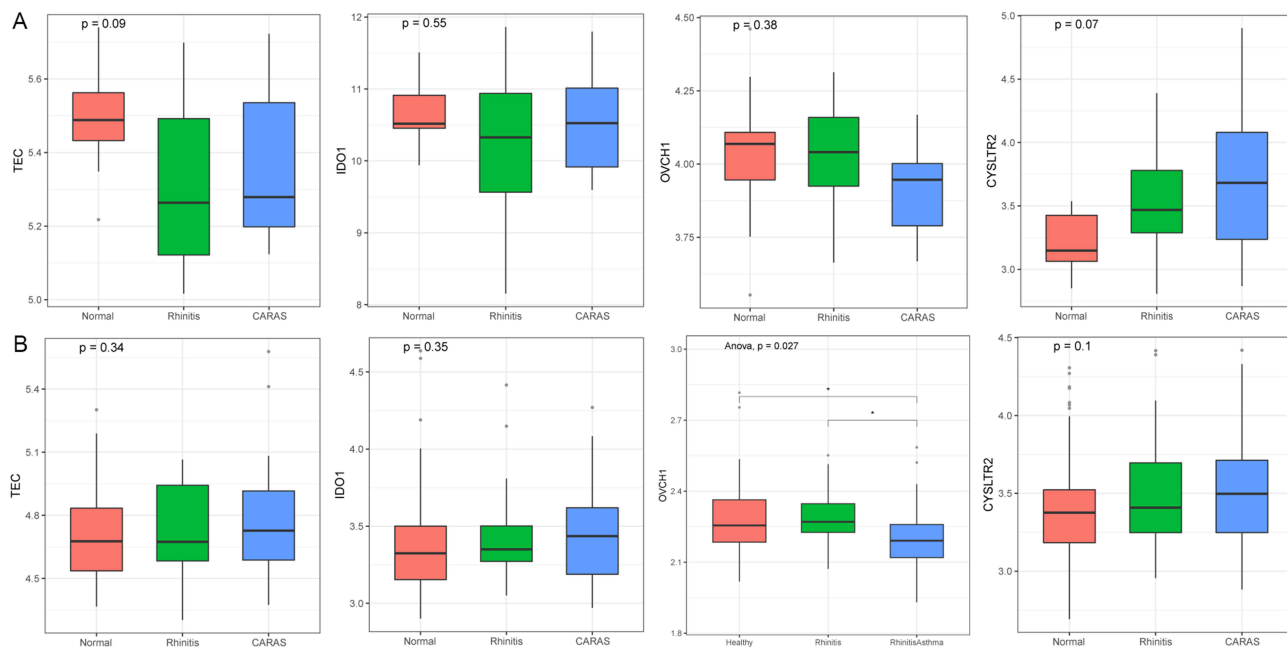 A
p = 0.09
TEC
5.6
5.4
5.2
5.0
Normal Rhinitis CARAS
p = 0.55
IDO1
12
11
10
9
8
Normal Rhinitis CARAS
p = 0.38
OVCH1
4.50
4.25
4.00
3.75
Normal Rhinitis CARAS
p = 0.07
CYSLTR2
5.0
4.5
4.0
3.5
3.0
Normal Rhinitis CARAS
B
p = 0.34
TEC
5.4
5.1
4.8
4.5
Normal Rhinitis CARAS
p = 0.35
IDO1
4.5
4.0
3.5
3.0
Normal Rhinitis CARAS
Anova, p = 0.027
* 
*
OVCH1
3.0
2.7
2.4
2.1
1.8
Healthy Rhinitis RhinitisAsthma
p = 0.1
CYSLTR2
4.5
4.0
3.5
3.0
Normal Rhinitis CARAS